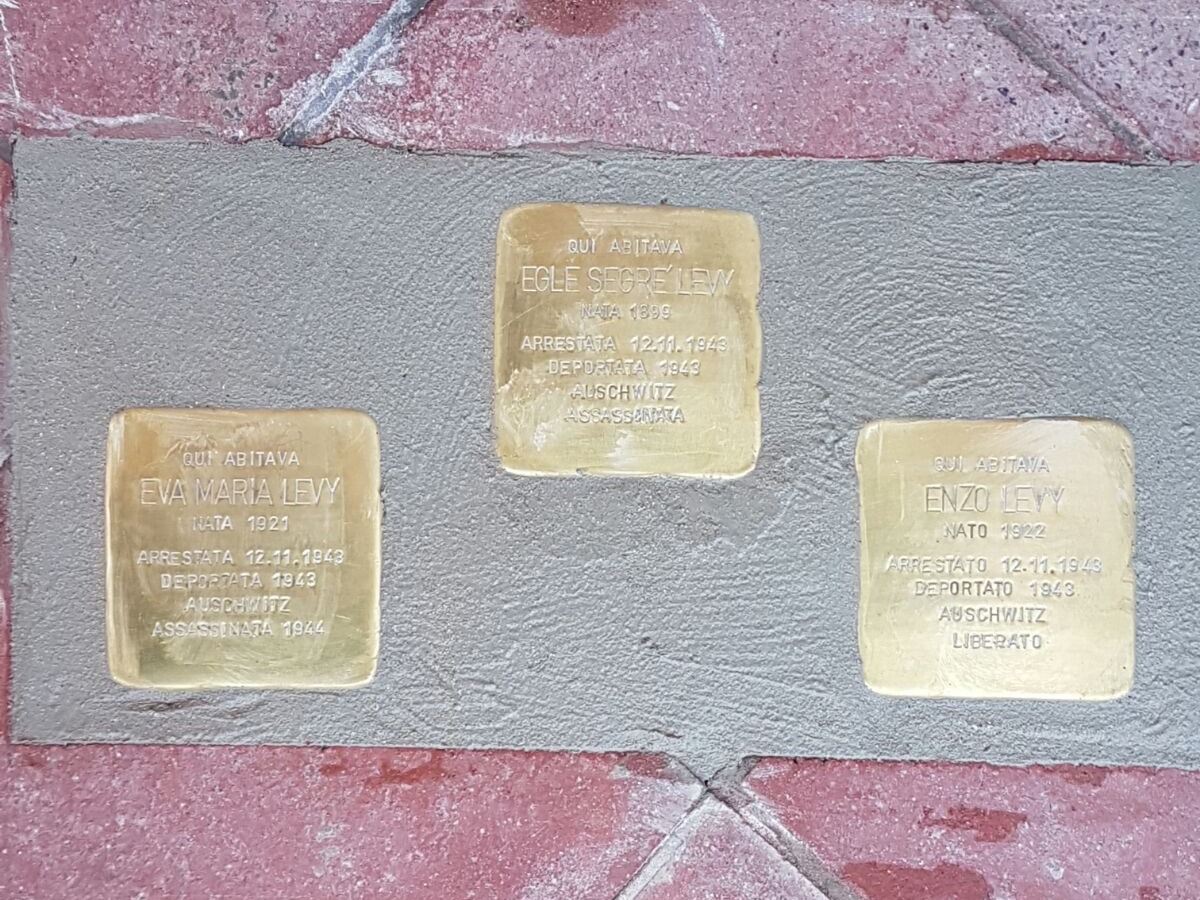 QUI ABITAVA
EVA MARIA LEVY
NATA 1921
ARRESTATA 12.11.1943
DEPORTATA 1943
AUSCHWITZ
ASSASSINATA 1944
QUI ABITAVA
EGLE SEGRE' LEVY
NATA 1899
ARRESTATA 12.11.1943
DEPORTATA 1943
AUSCHWITZ
ASSASSINATA
QUI ABITAVA
ENZO LEVY
NATO 1922
ARRESTATO 12.11.1943
DEPORTATO 1943
AUSCHWITZ
LIBERATO